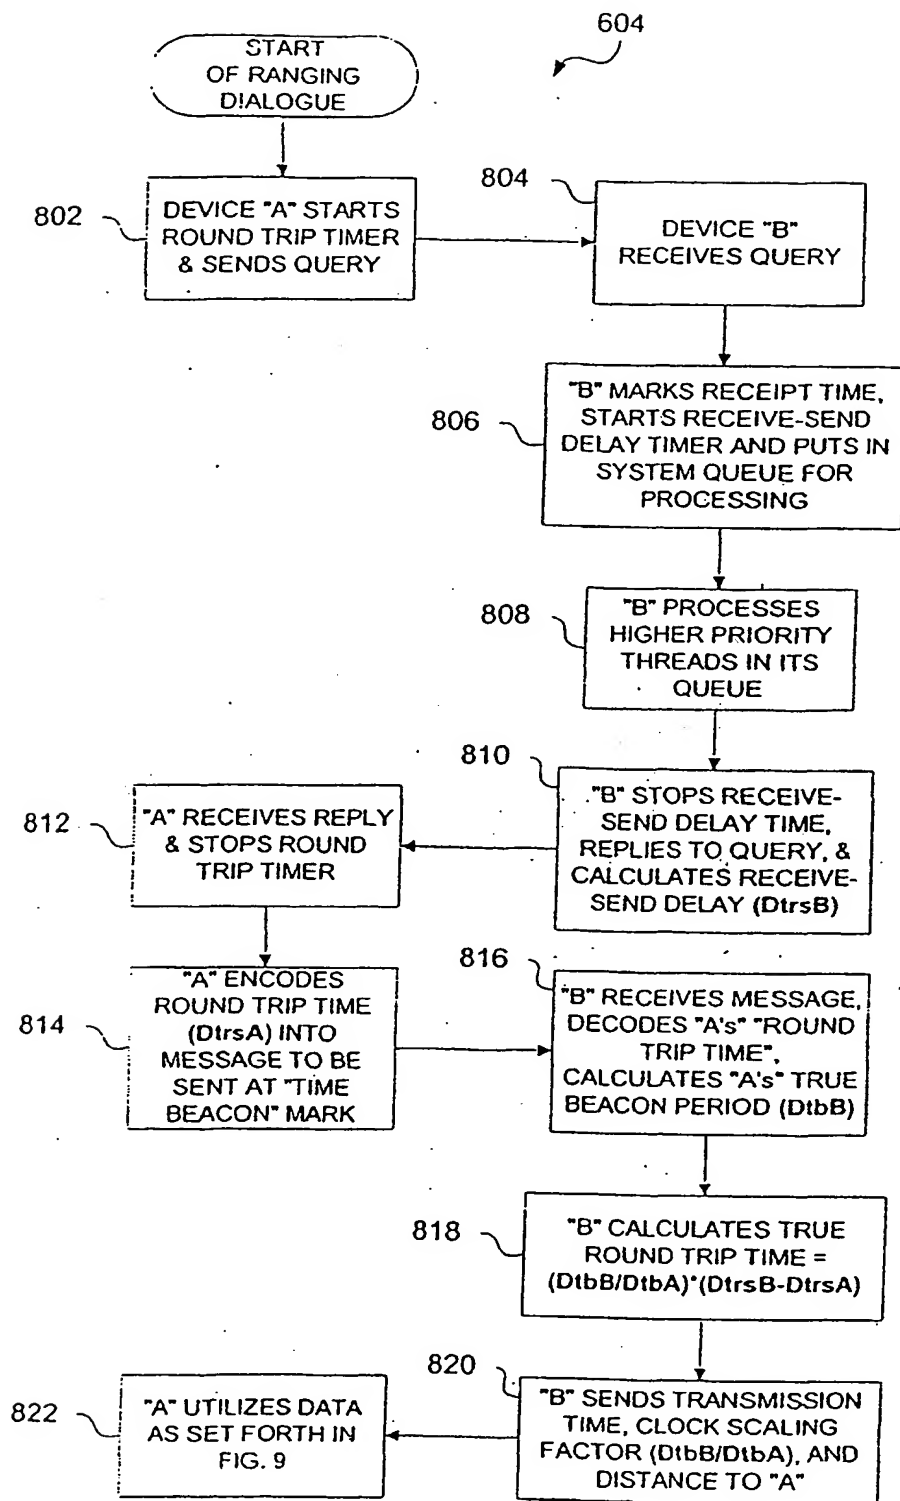 604
START
OF RANGING
DIALOGUE
802
DEVICE "A" STARTS
ROUND TRIP TIMER
& SENDS QUERY
804
DEVICE "B"
RECEIVES QUERY
806
"B" MARKS RECEIPT TIME,
STARTS RECEIVE-SEND
DELAY TIMER AND PUTS IN
SYSTEM QUEUE FOR
PROCESSING
808
"B" PROCESSES
HIGHER PRIORITY
THREADS IN ITS
QUEUE
810
"B" STOPS RECEIVE-
SEND DELAY TIME,
REPLIES TO QUERY, &
CALCULATES RECEIVE-
SEND DELAY (DtrsB)
812
"A" RECEIVES REPLY
& STOPS ROUND
TRIP TIMER
814
"A" ENCODES
ROUND TRIP TIME
(DtrsA) INTO
MESSAGE TO BE
SENT AT "TIME
BEACON" MARK
816
"B" RECEIVES MESSAGE,
DECODES "A's" "ROUND
TRIP TIME",
CALCULATES "A's" TRUE
BEACON PERIOD (DtbB)
818
"B" CALCULATES TRUE
ROUND TRIP TIME =
(DtbB/DtbA)*(DtrsB-DtrsA)
820
"B" SENDS TRANSMISSION
TIME, CLOCK SCALING
FACTOR (DtbB/DtbA), AND
DISTANCE TO "A"
822
"A" UTILIZES DATA
AS SET FORTH IN
FIG. 9